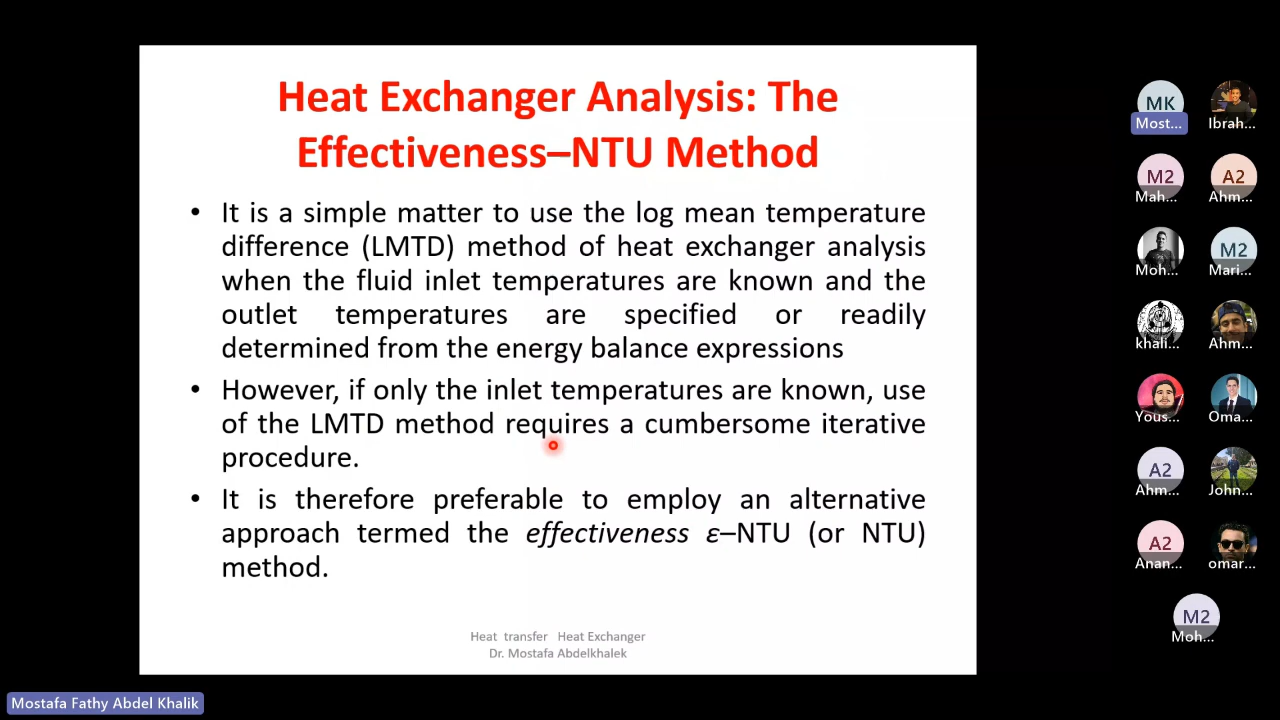 Heat Exchanger Analysis: The
Effectiveness–NTU Method
• It is a simple matter to use the log mean temperature
difference (LMTD) method of heat exchanger analysis
when the fluid inlet temperatures are known and the
outlet temperatures are specified or readily
determined from the energy balance expressions
• However, if only the inlet temperatures are known, use
of the LMTD method requires a cumbersome iterative
procedure.
• It is therefore preferable to employ an alternative
approach termed the effectiveness ε–NTU (or NTU)
method.
Heat transfer Heat Exchanger
Dr. Mostafa Abdelkhalek
MK
Most...
Ibrah...
M2
Mah...
A2
Ahm...
Moh...
M2
Mari...
khali...
Ahm...
Yous...
Oma...
A2
Ahm...
John...
A2
Anan...
omar...
M2
Moh...
Mostafa Fathy Abdel Khalik